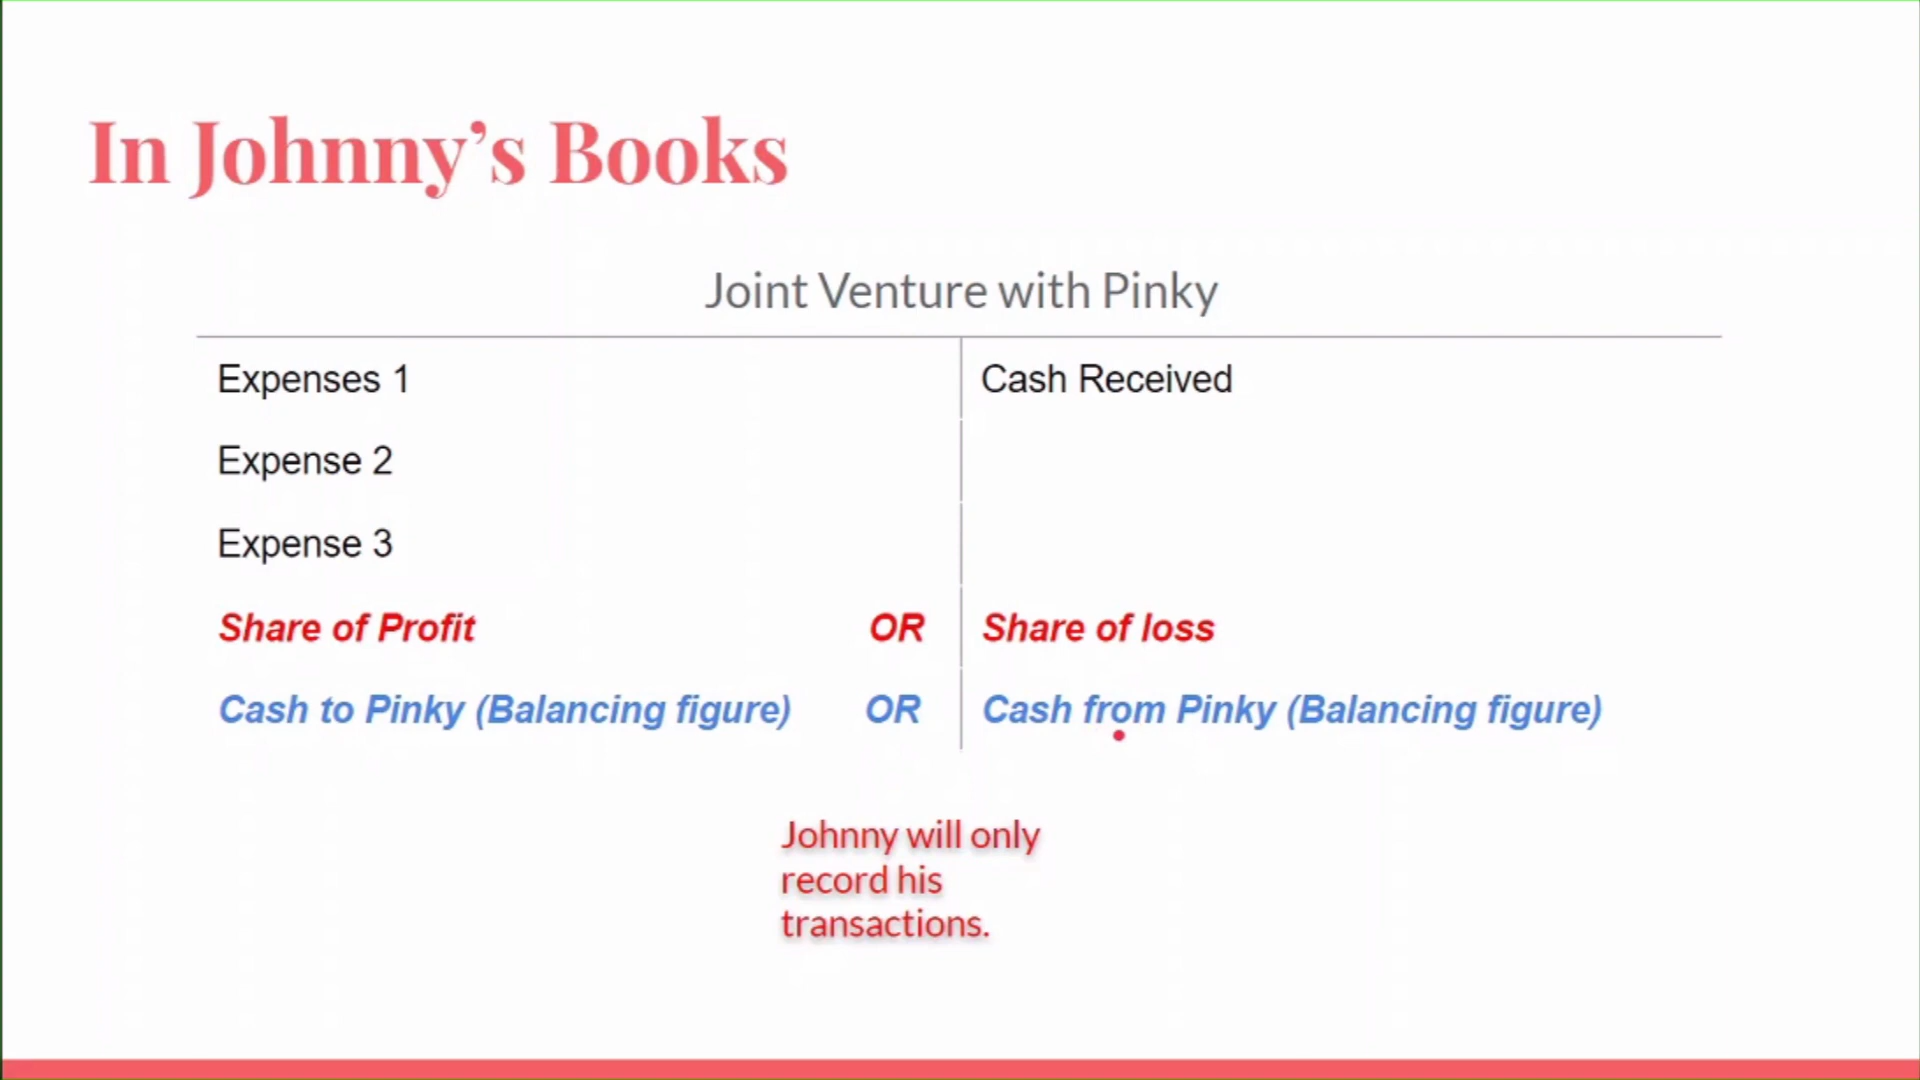 In Johnny’s Books
Joint Venture with Pinky
Expenses 1 Cash Received
Expense 2
Expense 3
Share of Profit OR Share of loss
Cash to Pinky (Balancing figure) OR Cash from Pinky (Balancing figure)
Johnny will only
record his
transactions.